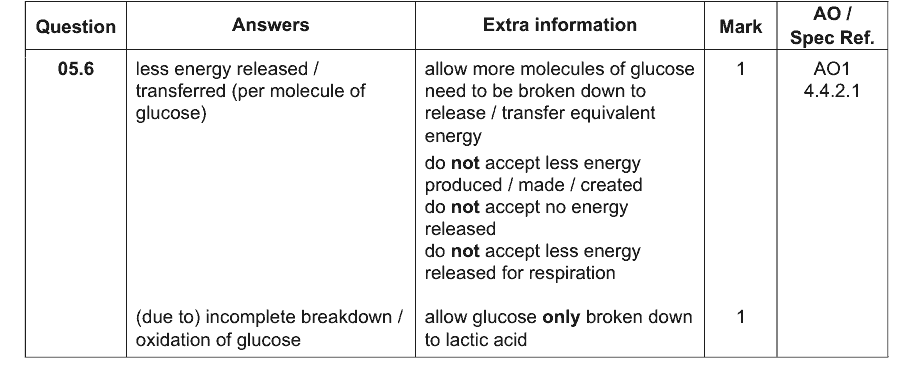 Question Answers Extra information Mark AO /
Spec Ref.
05.6 less energy released / allow more molecules of glucose 1 AO1
transferred (per molecule of need to be broken down to 4.4.2.1
glucose) release / transfer equivalent
energy
do not accept less energy
produced / made / created
do not accept no energy
released
do not accept less energy
released for respiration
(due to) incomplete breakdown / allow glucose only broken down 1
oxidation of glucose to lactic acid